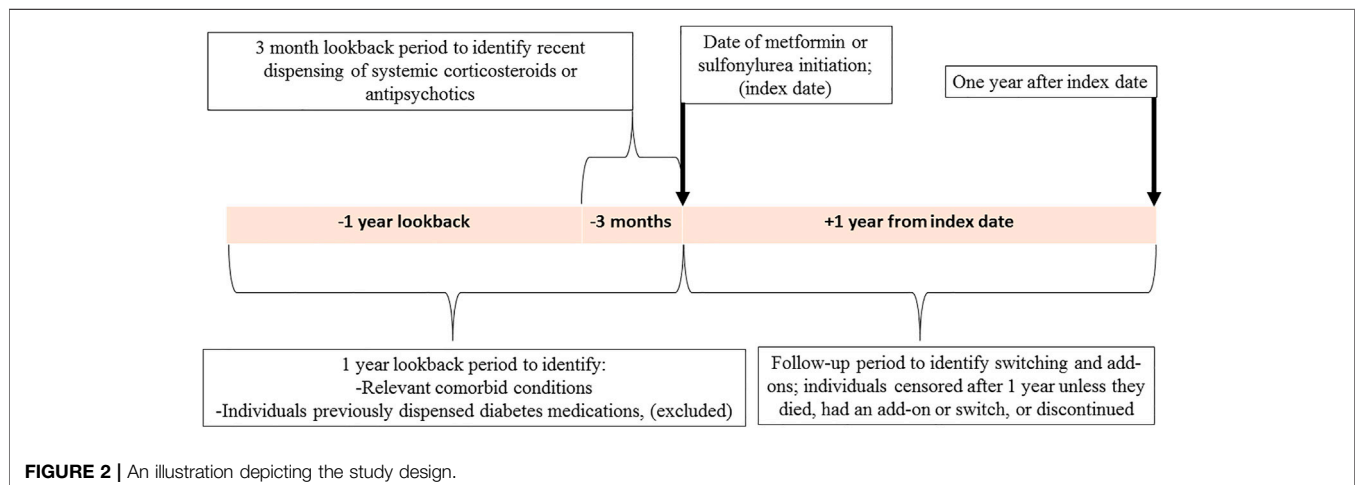 3 month lookback period to identify recent
dispensing of systemic corticosteroids or
antipsychotics
Date of metformin or
sulfonylurea initiation;
(index date)
One year after index date
-1 year lookback
-3 months
+1 year from index date
1 year lookback period to identify:
-Relevant comorbid conditions
-Individuals previously dispensed diabetes medications, (excluded)
Follow-up period to identify switching and add-
ons; individuals censored after 1 year unless they
died, had an add-on or switch, or discontinued
FIGURE 2 | An illustration depicting the study design.